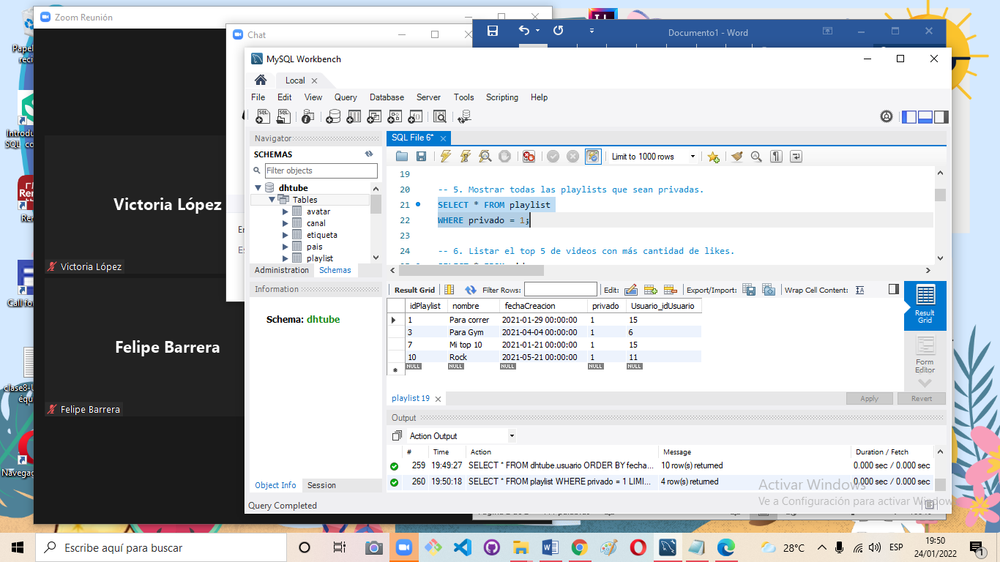 Zoom Reunión
Chat
Documento1 - Word
MySQL Workbench
Local
File Edit View Query Database Server Tools Scripting Help
Navigator
SCHEMAS
Filter objects
dhtube
Tables
avatar
canal
etiqueta
pais
playlist
Administration Schemas
Information
Schema: dhtube
Object Info Session
Query Completed
SQL File 6*
Limit to 1000 rows
19
20 -- 5. Mostrar todas las playlists que sean privadas.
21 SELECT * FROM playlist
22 WHERE privado = 1;
23
24 -- 6. Listar el top 5 de videos con más cantidad de likes.
Result Grid Filter Rows: Edit: Export/Import: Wrap Cell Content:
idPlaylist nombre fechaCreacion privado Usuario_idUsuario
1 Para correr 2021-01-29 00:00:00 1 15
3 Para Gym 2021-04-04 00:00:00 1 6
7 Mi top 10 2021-01-21 00:00:00 1 15
10 Rock 2021-05-21 00:00:00 1 11
NULL NULL NULL NULL NULL
Result
Grid
Form
Editor
playlist 19
Apply Revert
Output
Action Output
# Time Action Message Duration / Fetch
259 19:49:27 SELECT * FROM dhtube.usuario ORDER BY fecha... 10 row(s) returned 0.000 sec / 0.000 sec
260 19:50:18 SELECT * FROM playlist WHERE privado = 1 LIMI... 4 row(s) returned 0.000 sec / 0.000 sec
Activar Windows
Ve a Configuración para activar Window
Victoria López
Victoria López
Felipe Barrera
Felipe Barrera
Escribe aquí para buscar
28°C
ESP
19:50
24/01/2022
1